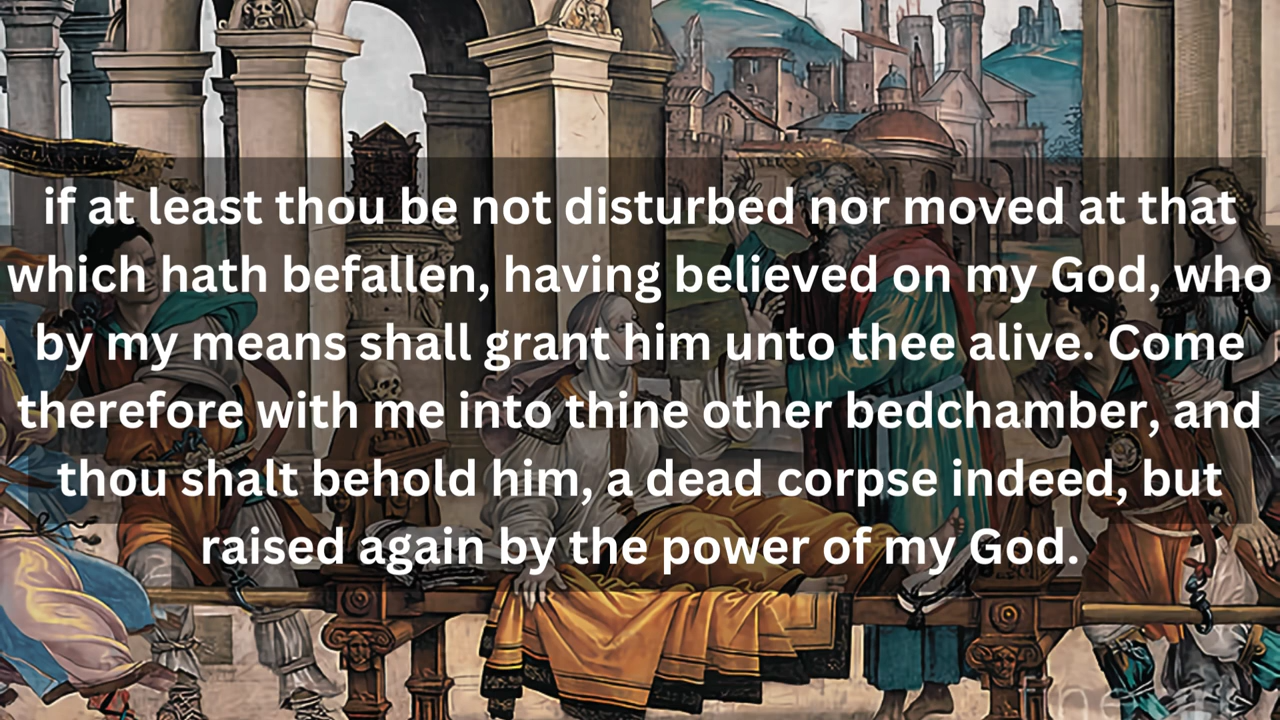 if at least thou be not disturbed nor moved at that
which hath befallen, having believed on my God, who
by my means shall grant him unto thee alive. Come
therefore with me into thine other bedchamber, and
thou shalt behold him, a dead corpse indeed, but
raised again by the power of my God.